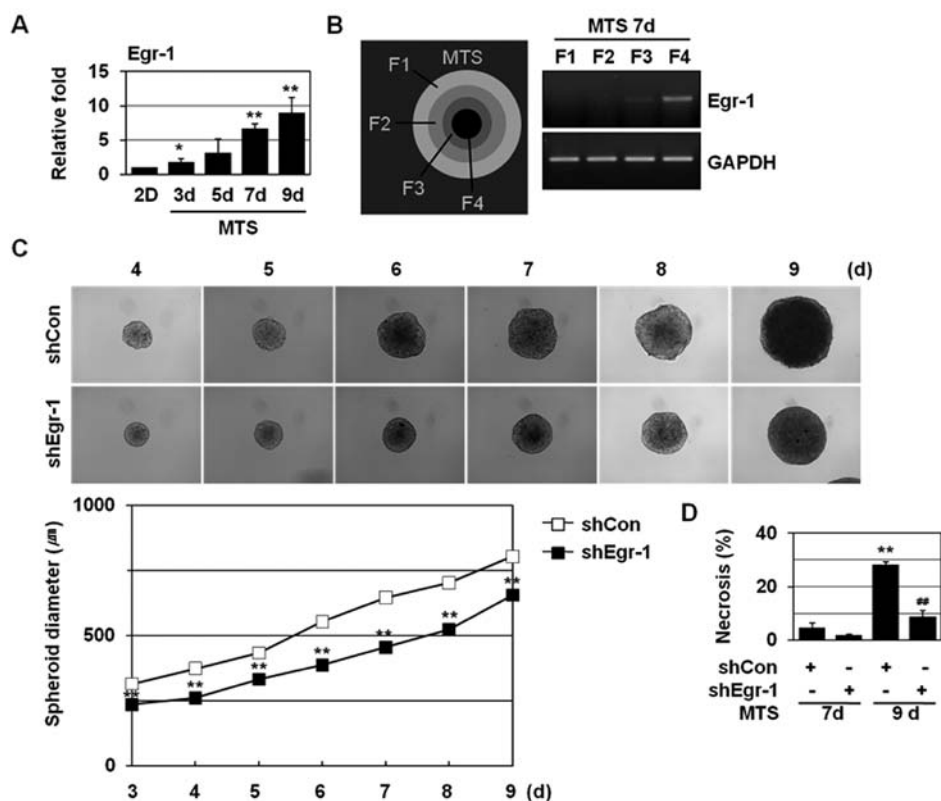 A
Egr-1
Relative fold
15
10
5
0
*
**
**
2D 3d 5d 7d 9d
MTS
B
MTS
F1
F2
F3
F4
MTS 7d
F1 F2 F3 F4
Egr-1
GAPDH
C
4 5 6 7 8 9 (d)
shCon
shEgr-1
Spheroid diameter (㎛)
1000
500
0
shCon
shEgr-1
** ** ** ** ** ** **
3 4 5 6 7 8 9 (d)
D
Necrosis (%)
40
20
0
**
##
shCon + - + -
shEgr-1 - + - +
MTS 7d 9 d